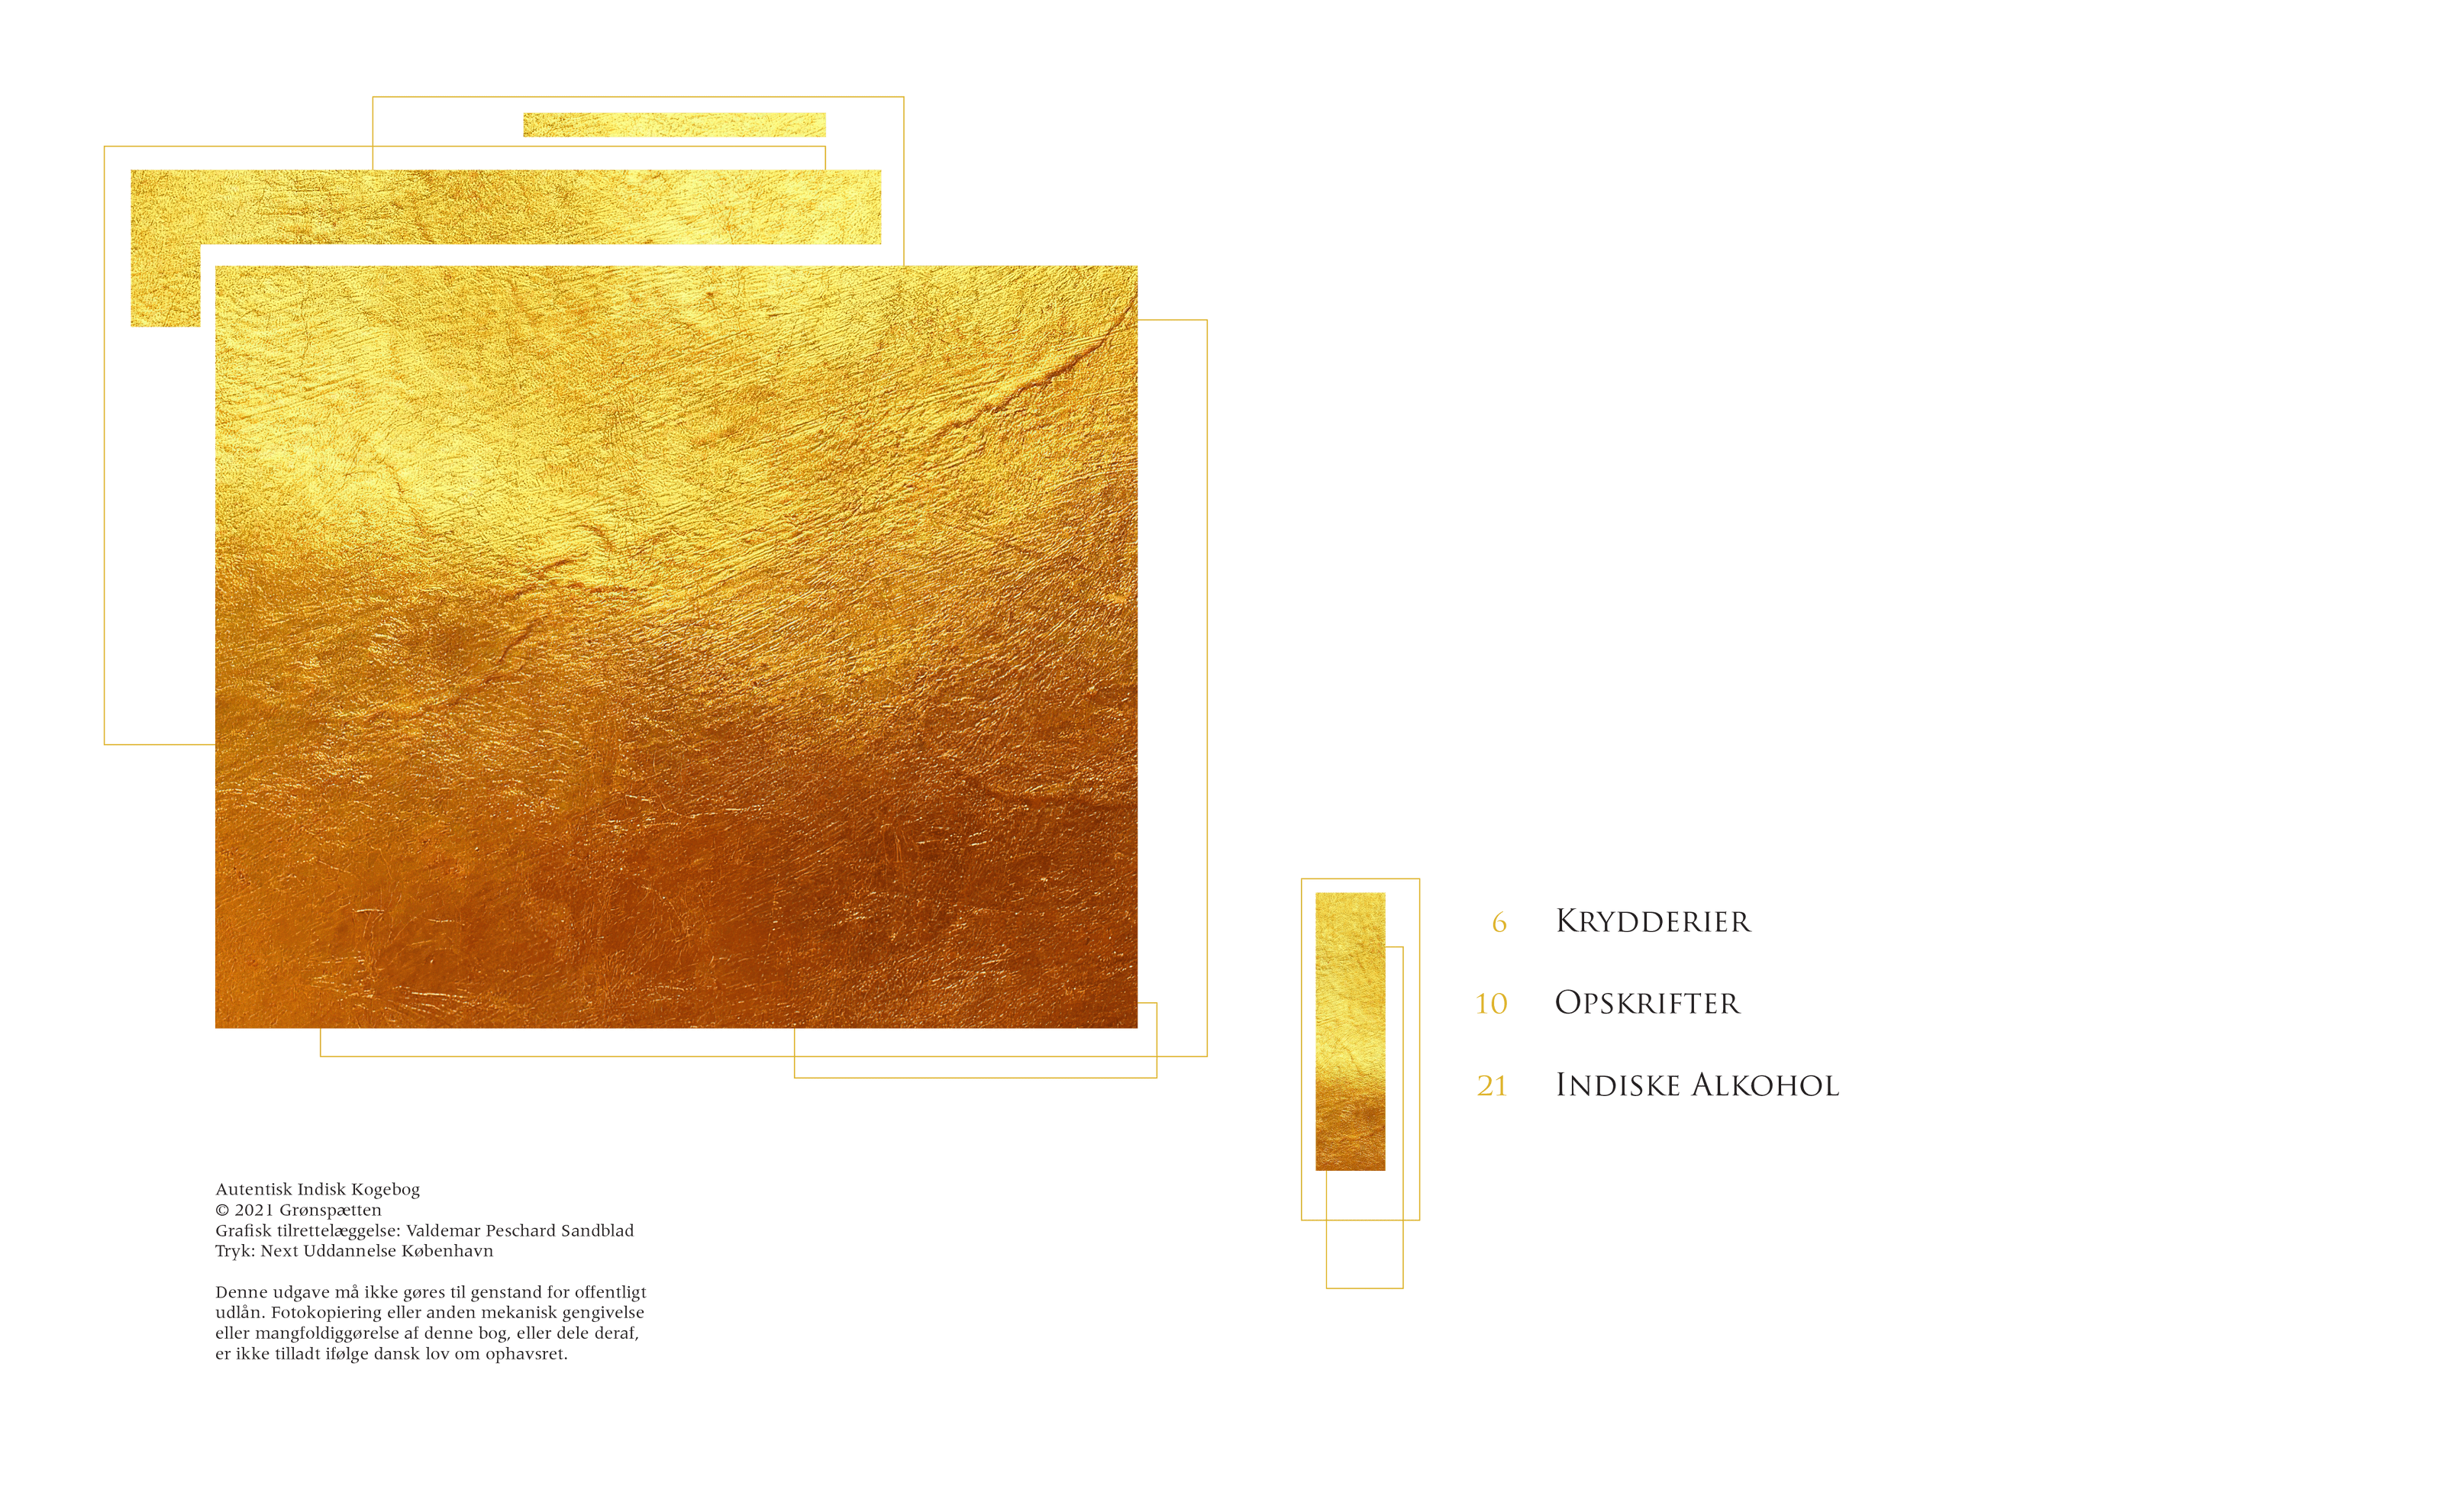 Autentisk Indisk Kogebog
© 2021 Grønspætten
Grafisk tilrettelæggelse: Valdemar Peschard Sandblad
Tryk: Next Uddannelse København
Denne udgave må ikke gøres til genstand for offentligt
udlån. Fotokopiering eller anden mekanisk gengivelse
eller mangfoldiggørelse af denne bog, eller dele deraf,
er ikke tilladt ifølge dansk lov om ophavsret.
6 Krydderier
10 Opskrifter
21 Indiske Alkohol